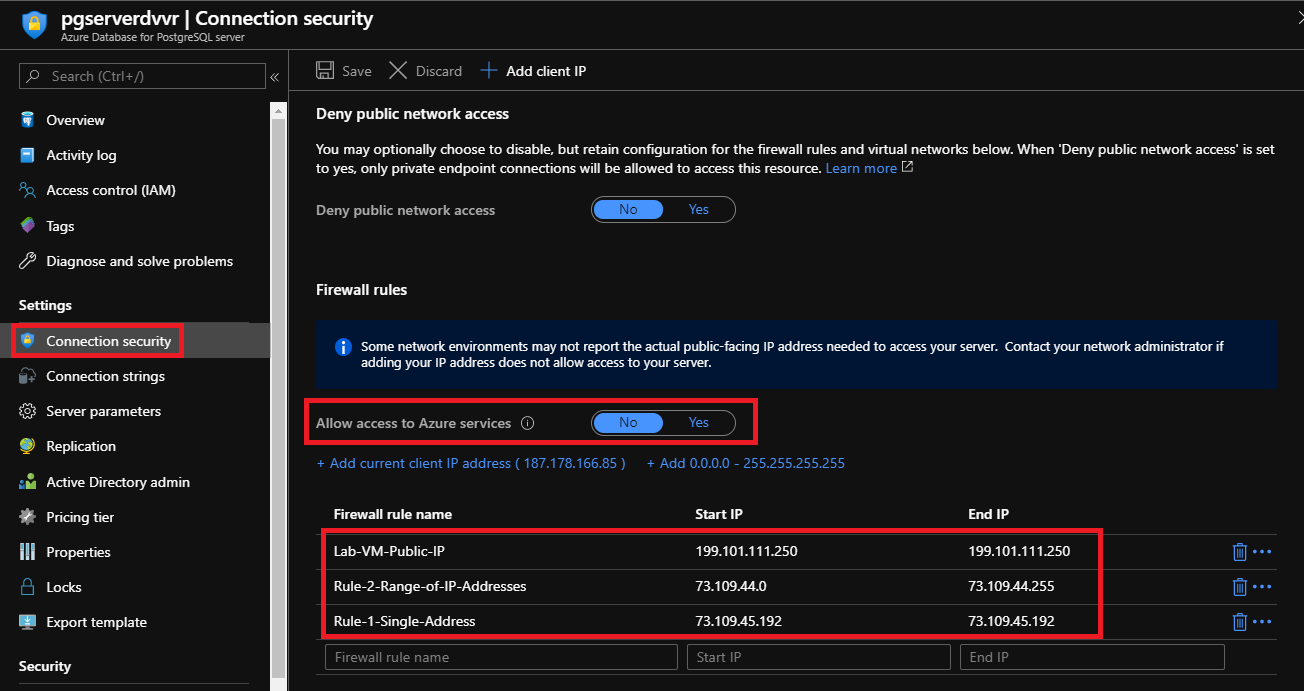 pgserverdvvr | Connection security
Azure Database for PostgreSQL server
Search (Ctrl+/)
«
Overview
Activity log
Access control (IAM)
Tags
Diagnose and solve problems
Settings
Connection security
Connection strings
Server parameters
Replication
Active Directory admin
Pricing tier
Properties
Locks
Export template
Security
Save Discard Add client IP
Deny public network access
You may optionally choose to disable, but retain configuration for the firewall rules and virtual networks below. When 'Deny public network access' is set
to yes, only private endpoint connections will be allowed to access this resource. Learn more
Deny public network access No Yes
Firewall rules
Some network environments may not report the actual public-facing IP address needed to access your server. Contact your network administrator if
adding your IP address does not allow access to your server.
Allow access to Azure services No Yes
+ Add current client IP address ( 187.178.166.85 ) + Add 0.0.0.0 - 255.255.255.255
Firewall rule name Start IP End IP
Lab-VM-Public-IP 199.101.111.250 199.101.111.250
Rule-2-Range-of-IP-Addresses 73.109.44.0 73.109.44.255
Rule-1-Single-Address 73.109.45.192 73.109.45.192
Firewall rule name Start IP End IP